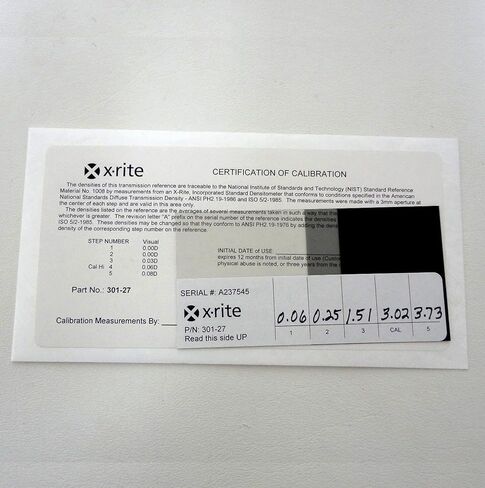 x·rite
CERTIFICATION OF CALIBRATION
The densities of this transmission reference are traceable to the National Institute of Standards and Technology (NIST) Standard Reference
Material No. 1008 by measurements from an X-Rite, Incorporated Standard Densitometer that conforms to conditions specified in the American
National Standards Diffuse Transmission Density - ANSI PH2.19-1986 and ISO 5/2-1985. The measurements were made with a 3mm aperture at
the center of each step and are valid in this area only.
The densities listed on the reference are the averages of several measurements taken in such a way that the
whichever is greater. The revision letter "A" prefix on the serial number of the reference indicates the densities
ISO 5/2-1985. These densities may be changed so that they conform to ANSI PH2.19-1976 by adding the den
density of the corresponding step number on the reference.
STEP NUMBER Visual
1 0.00D
2 0.00D
3 0.03D
Cal Hi 4 0.06D
5 0.08D
INITIAL DATE of USE
expires 12 months from initial date of use (Custo
physical abuse is noted, or three years from the
Part No.: 301-27
Calibration Measurements By:
SERIAL #: A237545
x·rite
P/N: 301-27
Read this side UP
0.06 0.25 1.51 3.02 3.73
1 2 3 CAL 5